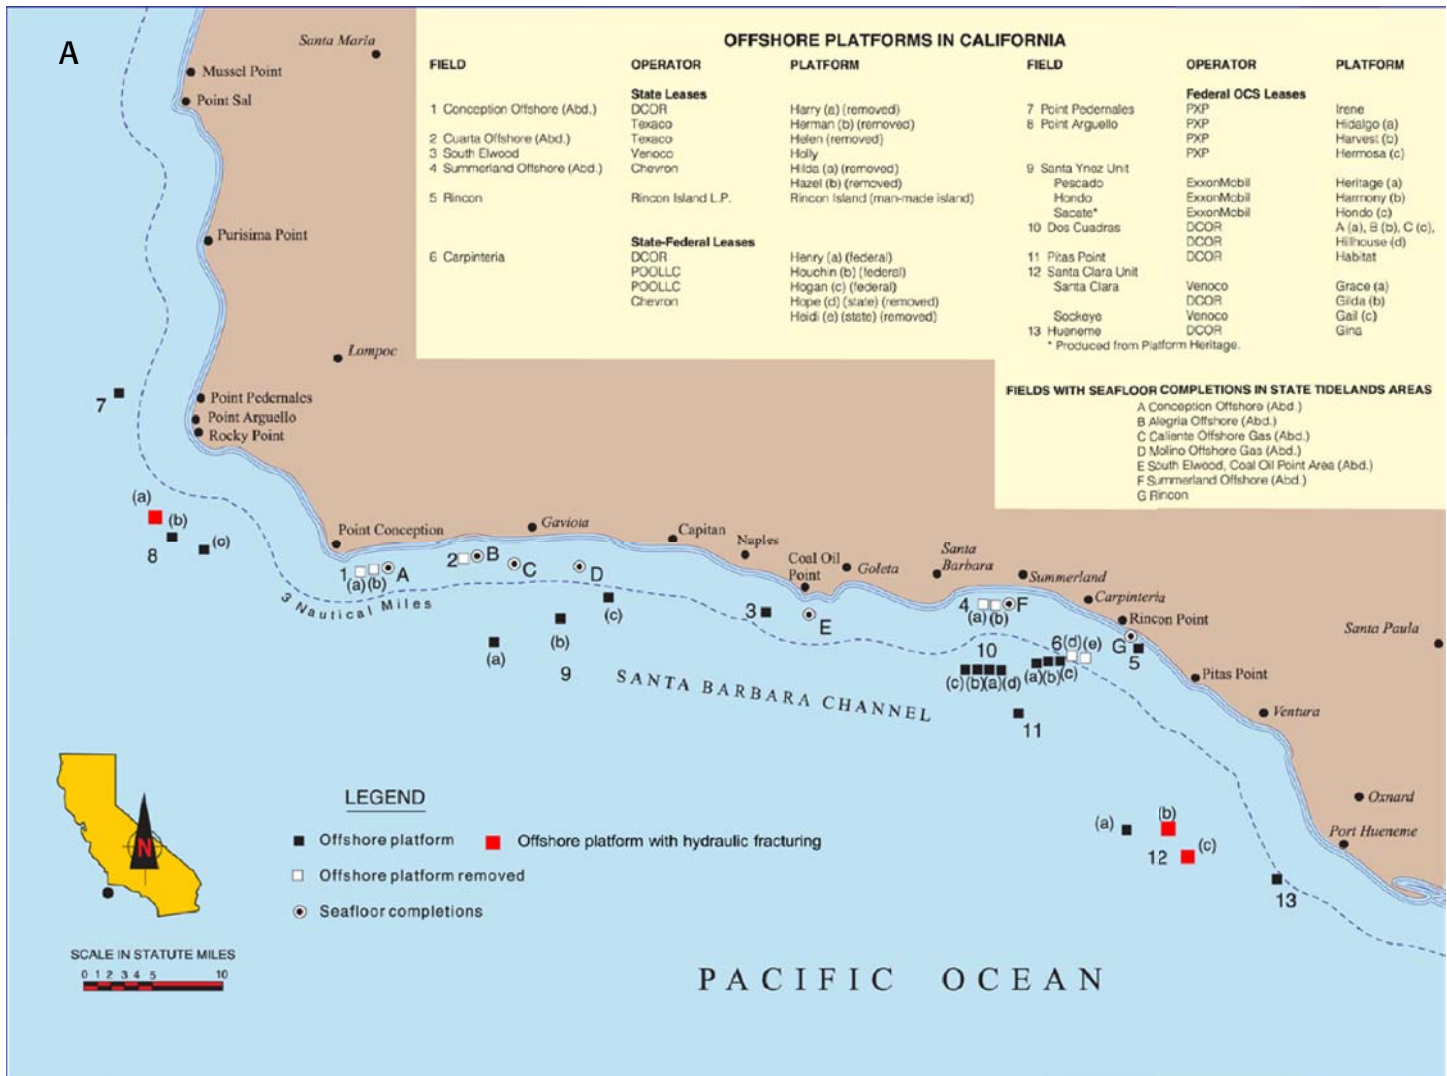 A
OFFSHORE PLATFORMS IN CALIFORNIA
FIELD OPERATOR PLATFORM
State Leases
1 Conception Offshore (Abd.) DCOR Harry (a) (removed)
Texaco Herman (b) (removed)
2 Cuarta Offshore (Abd.) Texaco Helen (removed)
3 South Elwood Venoco Holly
4 Summerland Offshore (Abd.) Chevron Hilda (a) (removed)
Hazel (b) (removed)
5 Rincon Rincon Island L.P. Rincon Island (man-made island)
State-Federal Leases
6 Carpinteria DCOR Henry (a) (federal)
POOLLC Houchin (b) (federal)
POOLLC Hogan (c) (federal)
Chevron Hope (d) (state) (removed)
Heidi (e) (state) (removed)
FIELD OPERATOR PLATFORM
Federal OCS Leases
7 Point Pedernales PXP Irene
8 Point Arguello PXP Hidalgo (a)
PXP Harvest (b)
PXP Hermosa (c)
9 Santa Ynez Unit
Pescado ExxonMobil Heritage (a)
Hondo ExxonMobil Harmony (b)
Sacate* ExxonMobil Hondo (c)
10 Dos Cuadras DCOR A (a), B (b), C (c),
DCOR Hillhouse (d)
11 Pitas Point DCOR Habitat
12 Santa Clara Unit
Santa Clara Venoco Grace (a)
DCOR Gilda (b)
Sockeye Venoco Gail (c)
13 Hueneme DCOR Gina
* Produced from Platform Heritage.
FIELDS WITH SEAFLOOR COMPLETIONS IN STATE TIDELANDS AREAS
A Conception Offshore (Abd.)
B Alegria Offshore (Abd.)
C Caliente Offshore Gas (Abd.)
D Molino Offshore Gas (Abd.)
E South Elwood, Coal Oil Point Area (Abd.)
F Summerland Offshore (Abd.)
G Rincon
Santa Maria
Mussel Point
Point Sal
Purisima Point
Lompoc
Point Pedernales
Point Arguello
Rocky Point
7
(a)
(b)
8
(c)
Point Conception
Gaviota
Capitan
Naples
Coal Oil
Point
Goleta
Santa
Barbara
Summerland
Carpinteria
Rincon Point
Santa Paula
Pitas Point
Ventura
Oxnard
Port Hueneme
1
(a)
(b)
A
2
B
C
D
3 Nautical Miles
(a)
(b)
(c)
9
3
E
4
(a)
(b)
F
10
(c) (b) (a) (d)
6
(d)
(e)
(a) (b) (c)
G
5
11
SANTA BARBARA CHANNEL
(a)
(b)
12
(c)
13
N
LEGEND
Offshore platform
Offshore platform with hydraulic fracturing
Offshore platform removed
Seafloor completions
SCALE IN STATUTE MILES
0 1 2 3 4 5 10
PACIFIC OCEAN